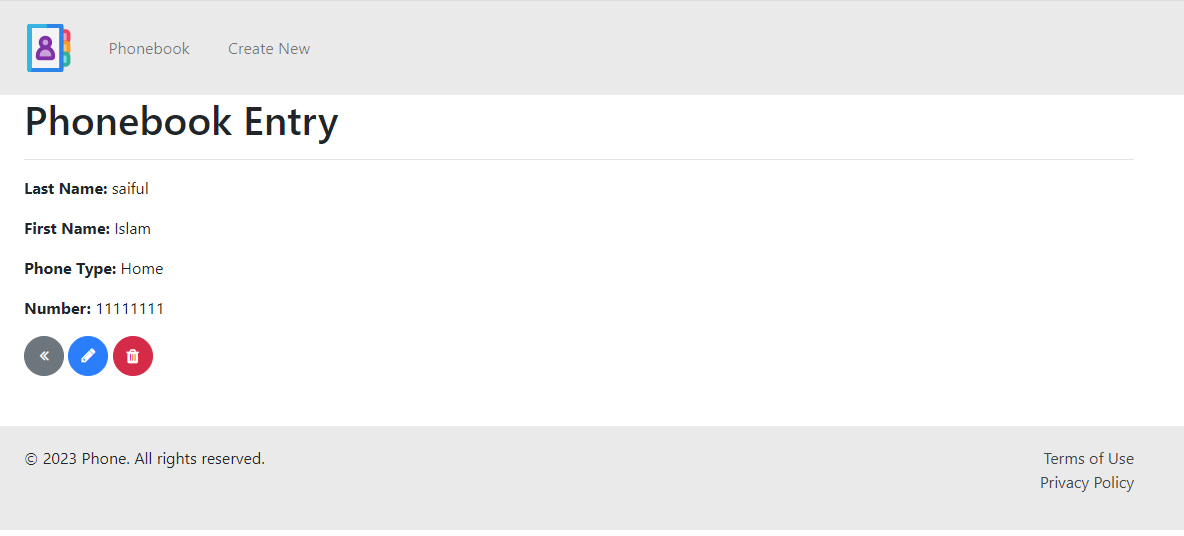 Phonebook Create New
Phonebook Entry
Last Name: saiful
First Name: Islam
Phone Type: Home
Number: 11111111
© 2023 Phone. All rights reserved.
Terms of Use
Privacy Policy